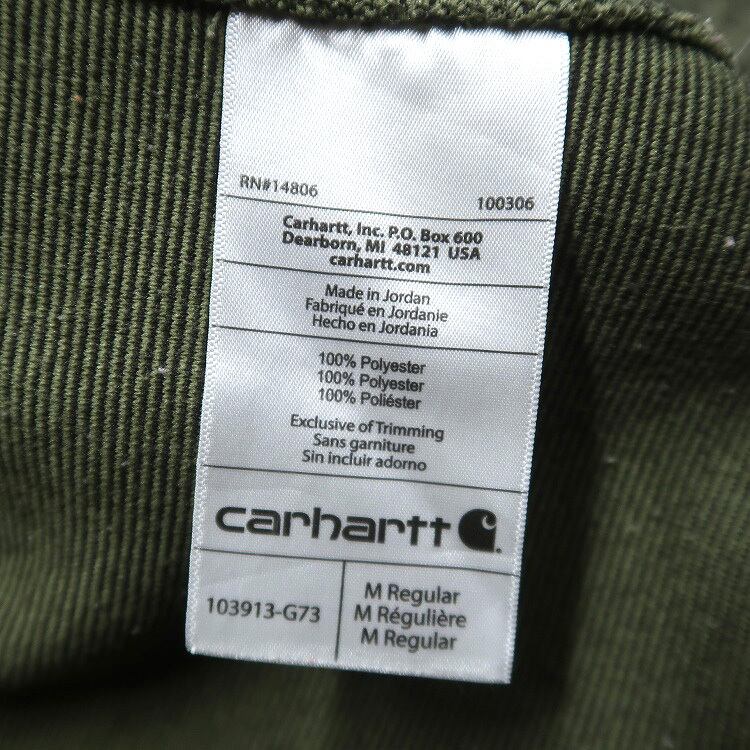 RN#14806 100306
Carhartt, Inc. P.O. Box 600
Dearborn, MI 48121 USA
carhartt.com
Made in Jordan
Fabriqué en Jordanie
Hecho en Jordania
100% Polyester
100% Polyester
100% Poliéster
Exclusive of Trimming
Sans garniture
Sin incluir adorno
carhartt
103913-G73
M Regular
M Régulière
M Regular